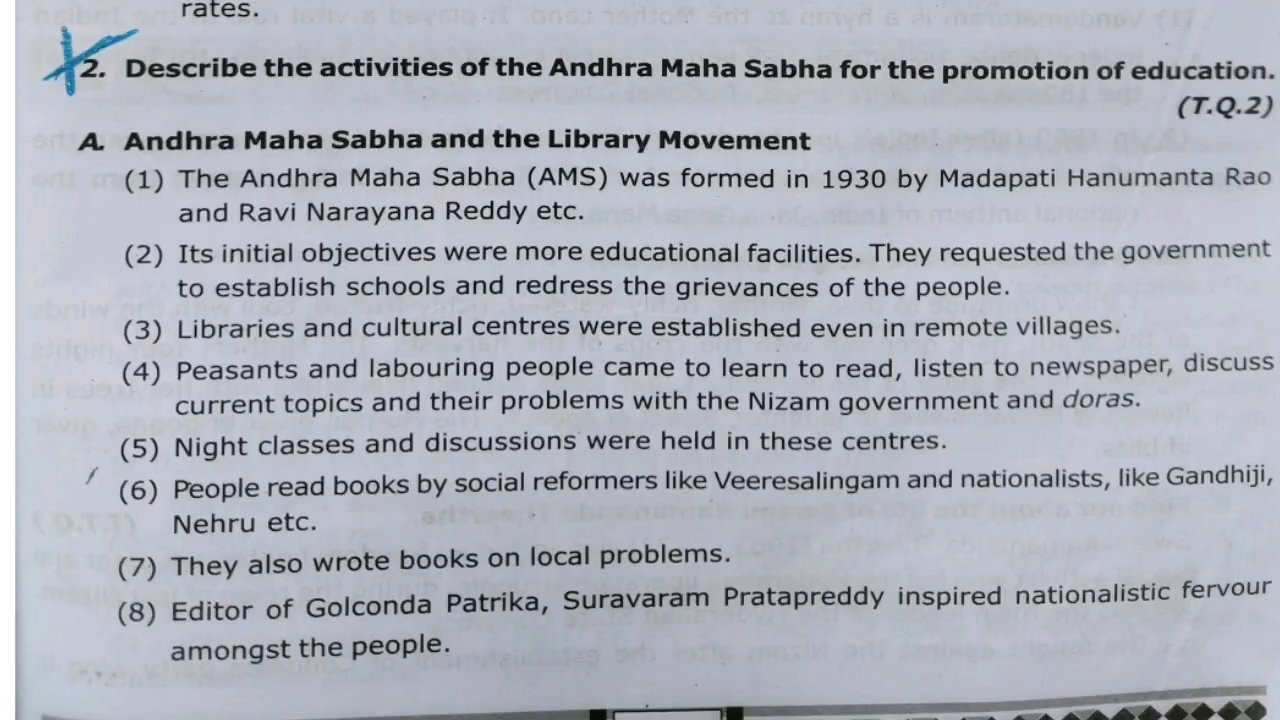 rates.
2. Describe the activities of the Andhra Maha Sabha for the promotion of education.
(T.Q.2)
A. Andhra Maha Sabha and the Library Movement
(1) The Andhra Maha Sabha (AMS) was formed in 1930 by Madapati Hanumanta Rao
and Ravi Narayana Reddy etc.
(2) Its initial objectives were more educational facilities. They requested the government
to establish schools and redress the grievances of the people.
(3) Libraries and cultural centres were established even in remote villages.
(4) Peasants and labouring people came to learn to read, listen to newspaper, discuss
current topics and their problems with the Nizam government and doras.
(5) Night classes and discussions were held in these centres.
(6) People read books by social reformers like Veeresalingam and nationalists, like Gandhiji,
Nehru etc.
(7) They also wrote books on local problems.
(8) Editor of Golconda Patrika, Suravaram Pratapreddy inspired nationalistic fervour
amongst the people.